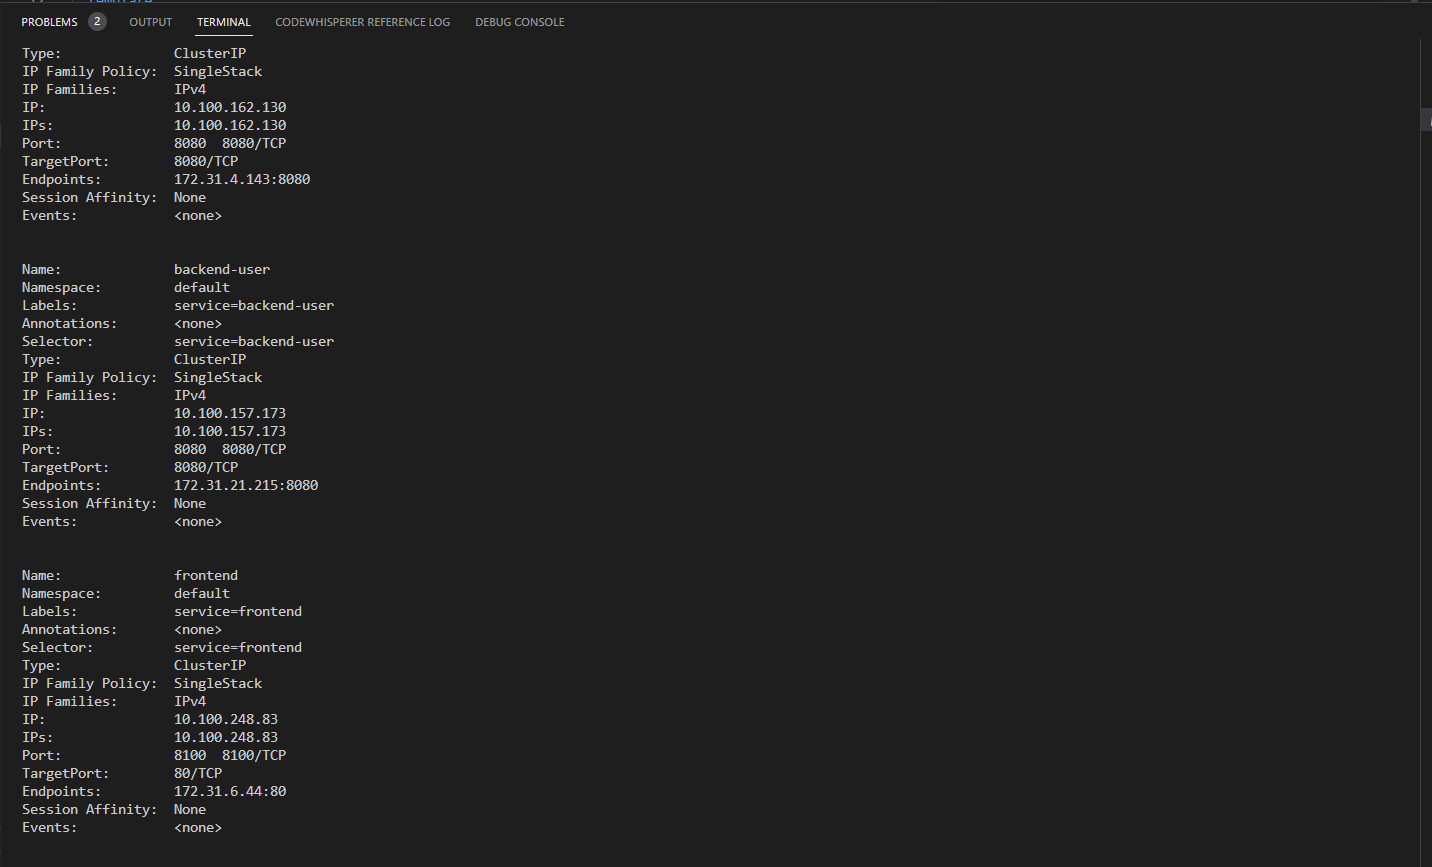 PROBLEMS 2 OUTPUT TERMINAL CODEWHISPERER REFERENCE LOG DEBUG CONSOLE
Type: ClusterIP
IP Family Policy: SingleStack
IP Families: IPv4
IP: 10.100.162.130
IPs: 10.100.162.130
Port: 8080 8080/TCP
TargetPort: 8080/TCP
Endpoints: 172.31.4.143:8080
Session Affinity: None
Events: <none>
Name: backend-user
Namespace: default
Labels: service=backend-user
Annotations: <none>
Selector: service=backend-user
Type: ClusterIP
IP Family Policy: SingleStack
IP Families: IPv4
IP: 10.100.157.173
IPs: 10.100.157.173
Port: 8080 8080/TCP
TargetPort: 8080/TCP
Endpoints: 172.31.21.215:8080
Session Affinity: None
Events: <none>
Name: frontend
Namespace: default
Labels: service=frontend
Annotations: <none>
Selector: service=frontend
Type: ClusterIP
IP Family Policy: SingleStack
IP Families: IPv4
IP: 10.100.248.83
IPs: 10.100.248.83
Port: 8100 8100/TCP
TargetPort: 80/TCP
Endpoints: 172.31.6.44:80
Session Affinity: None
Events: <none>